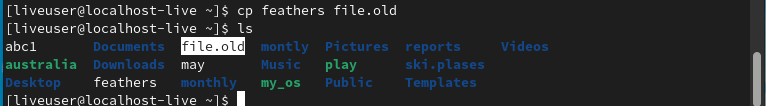 [liveuser@localhost-live ~]$ cp feathers file.old
[liveuser@localhost-live ~]$ ls
abc1 Documents file.old montly Pictures reports Videos
australia Downloads may Music play ski.plases
Desktop feathers monthly my_os Public Templates
[liveuser@localhost-live ~]$